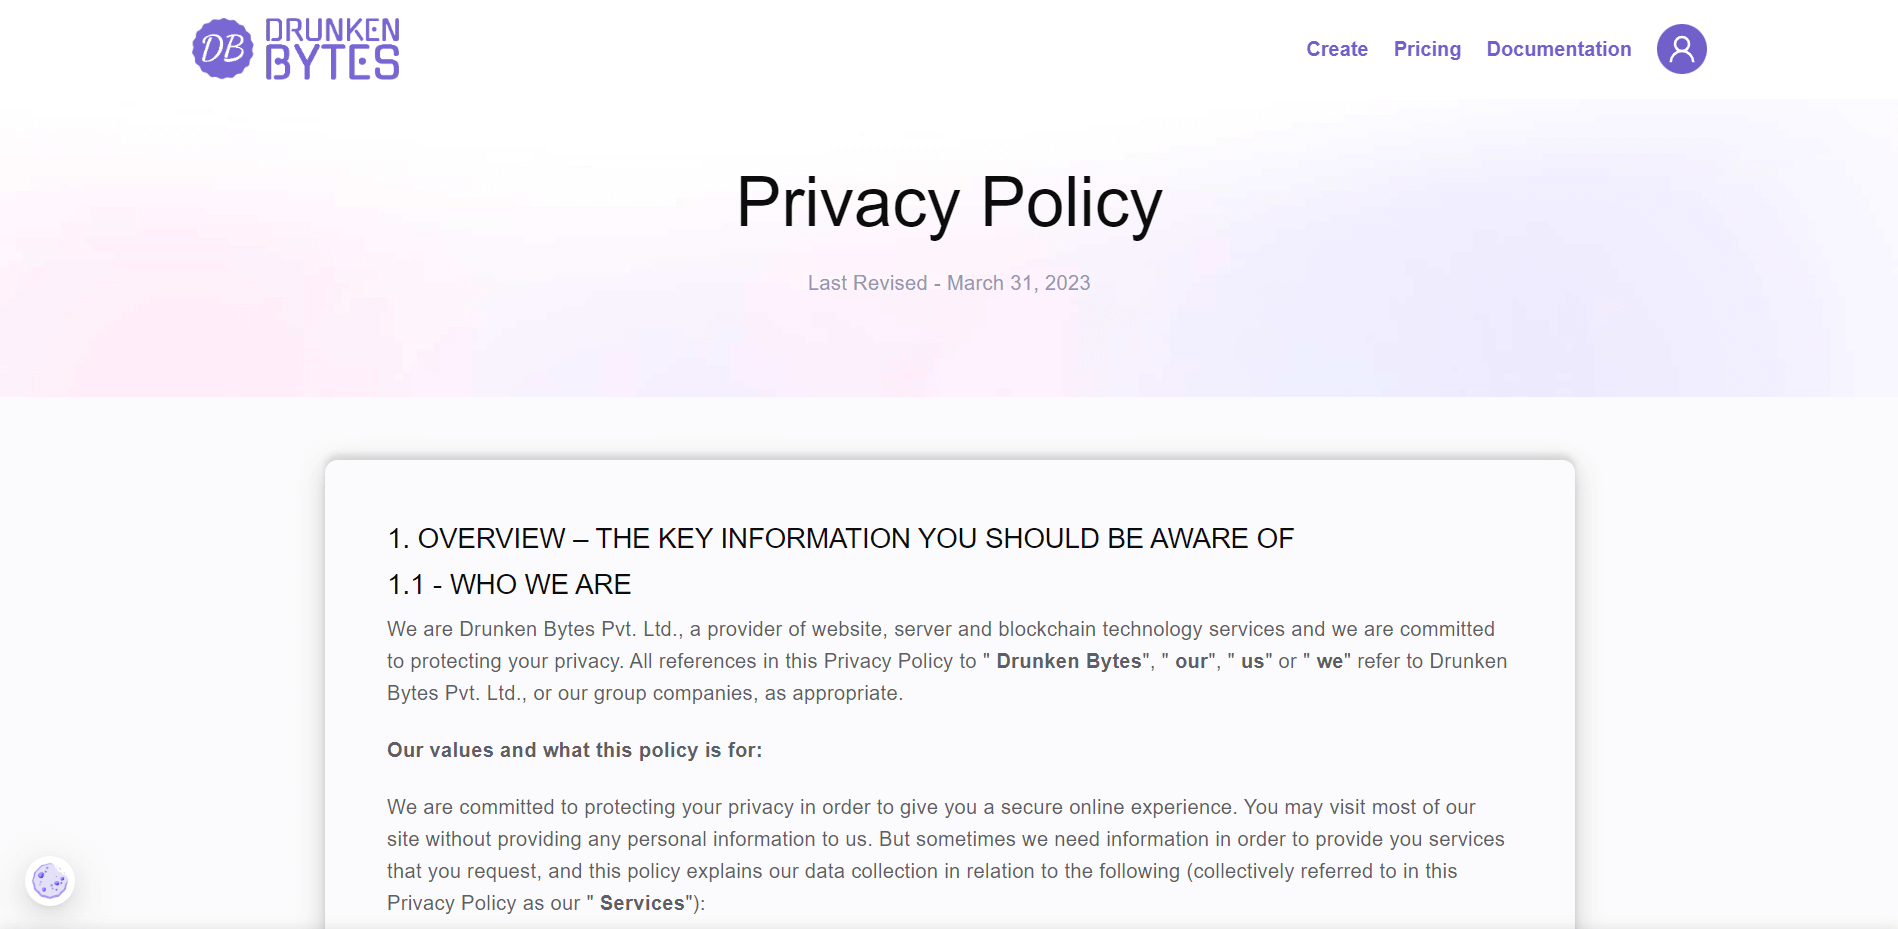 DB DRUNKEN
BYTES
Create Pricing Documentation
Privacy Policy
Last Revised - March 31, 2023
1. OVERVIEW – THE KEY INFORMATION YOU SHOULD BE AWARE OF
1.1 - WHO WE ARE
We are Drunken Bytes Pvt. Ltd., a provider of website, server and blockchain technology services and we are committed
to protecting your privacy. All references in this Privacy Policy to " Drunken Bytes", " our", " us" or " we" refer to Drunken
Bytes Pvt. Ltd., or our group companies, as appropriate.
Our values and what this policy is for:
We are committed to protecting your privacy in order to give you a secure online experience. You may visit most of our
site without providing any personal information to us. But sometimes we need information in order to provide you services
that you request, and this policy explains our data collection in relation to the following (collectively referred to in this
Privacy Policy as our " Services"):